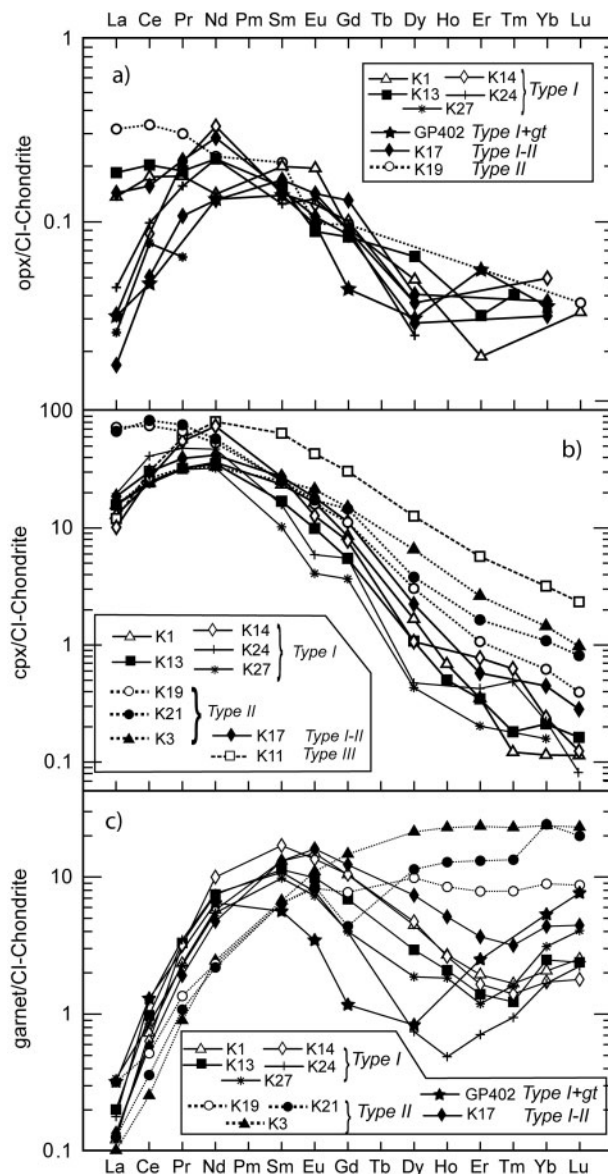 La Ce Pr Nd Pm Sm Eu Gd Tb Dy Ho Er Tm Yb Lu
a)
1
0.1
opx/CI-Chondrite
K1 K14
K13 K24 Type I
K27
GP402 Type I+gt
K17 Type I-II
K19 Type II
b)
100
10
1
0.1
cpx/CI-Chondrite
K1 K14
K13 K24 Type I
K27
K19
K21 Type II
K3
K17 Type I-II
K11 Type III
c)
10
1
0.1
garnet/CI-Chondrite
K1 K14
K13 K24 Type I
K27
K19 K21 Type II
K3
GP402 Type I+gt
K17 Type I-II
La Ce Pr Nd Pm Sm Eu Gd Tb Dy Ho Er Tm Yb Lu